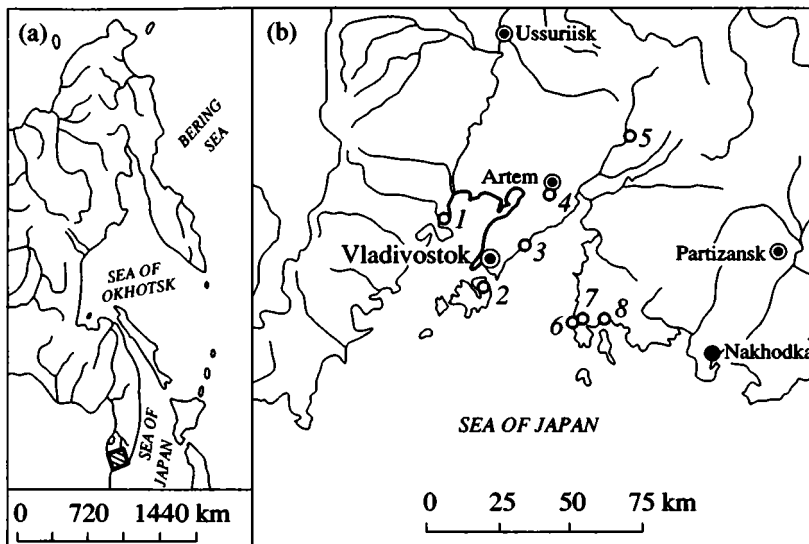 (a)
BERING
SEA
SEA OF
OKHOTSK
SEA OF
JAPAN
0 720 1440 km
(b)
Ussuriisk
5
Artem
4
1
Vladivostok
3
Partizansk
2
6 7 8
Nakhodka
SEA OF JAPAN
0 25 50 75 km